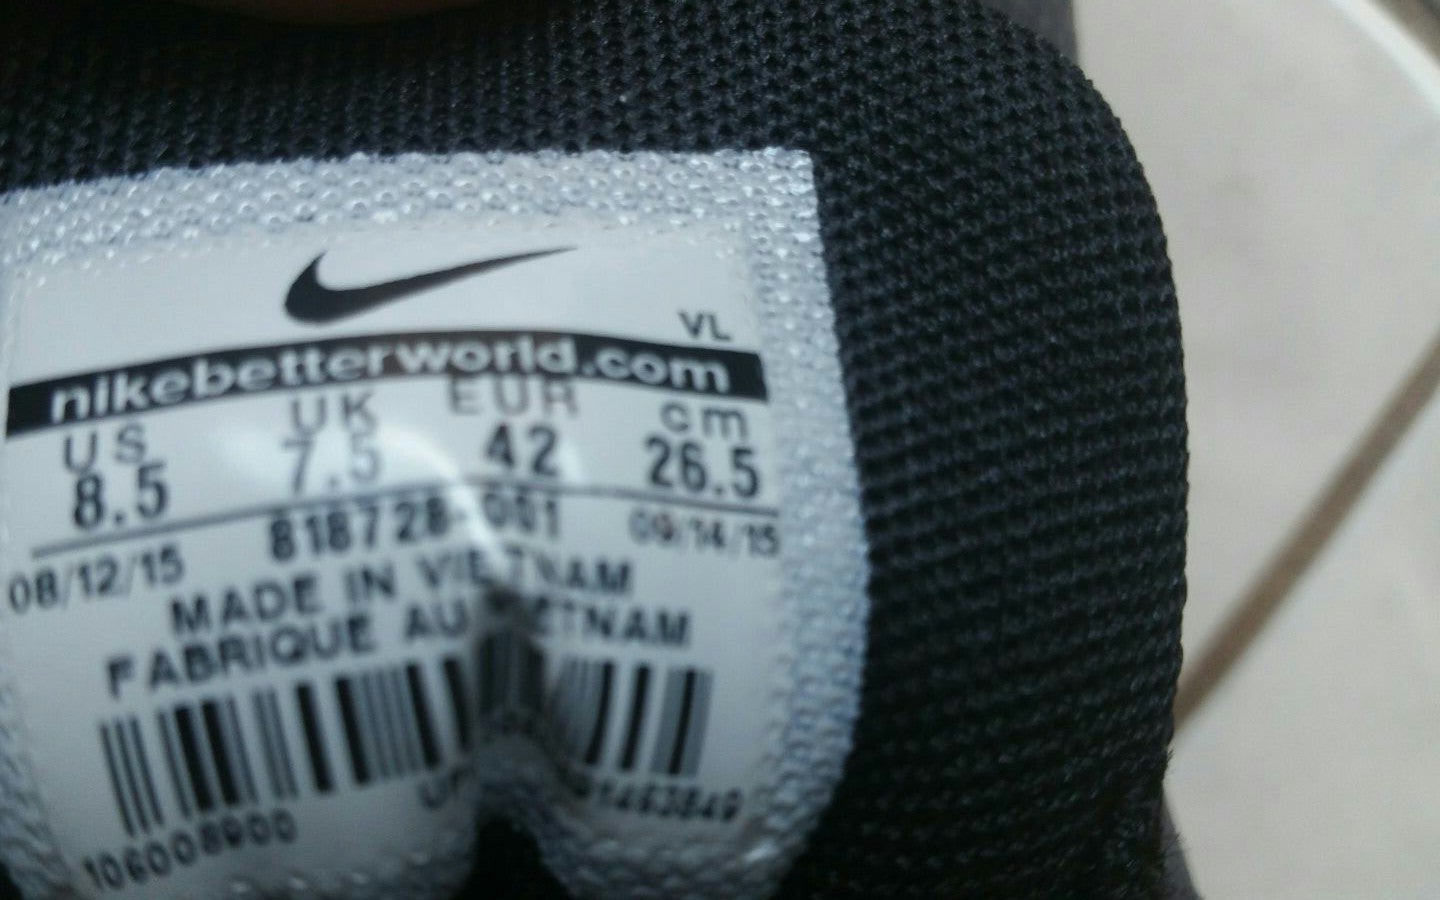 VL
nikebetterworld.com
US UK EUR cm
8.5 7.5 42 26.5
08/12/15 818728-001 09/14/15
MADE IN VIETNAM
FABRIQUE AU VIETNAM
106008900